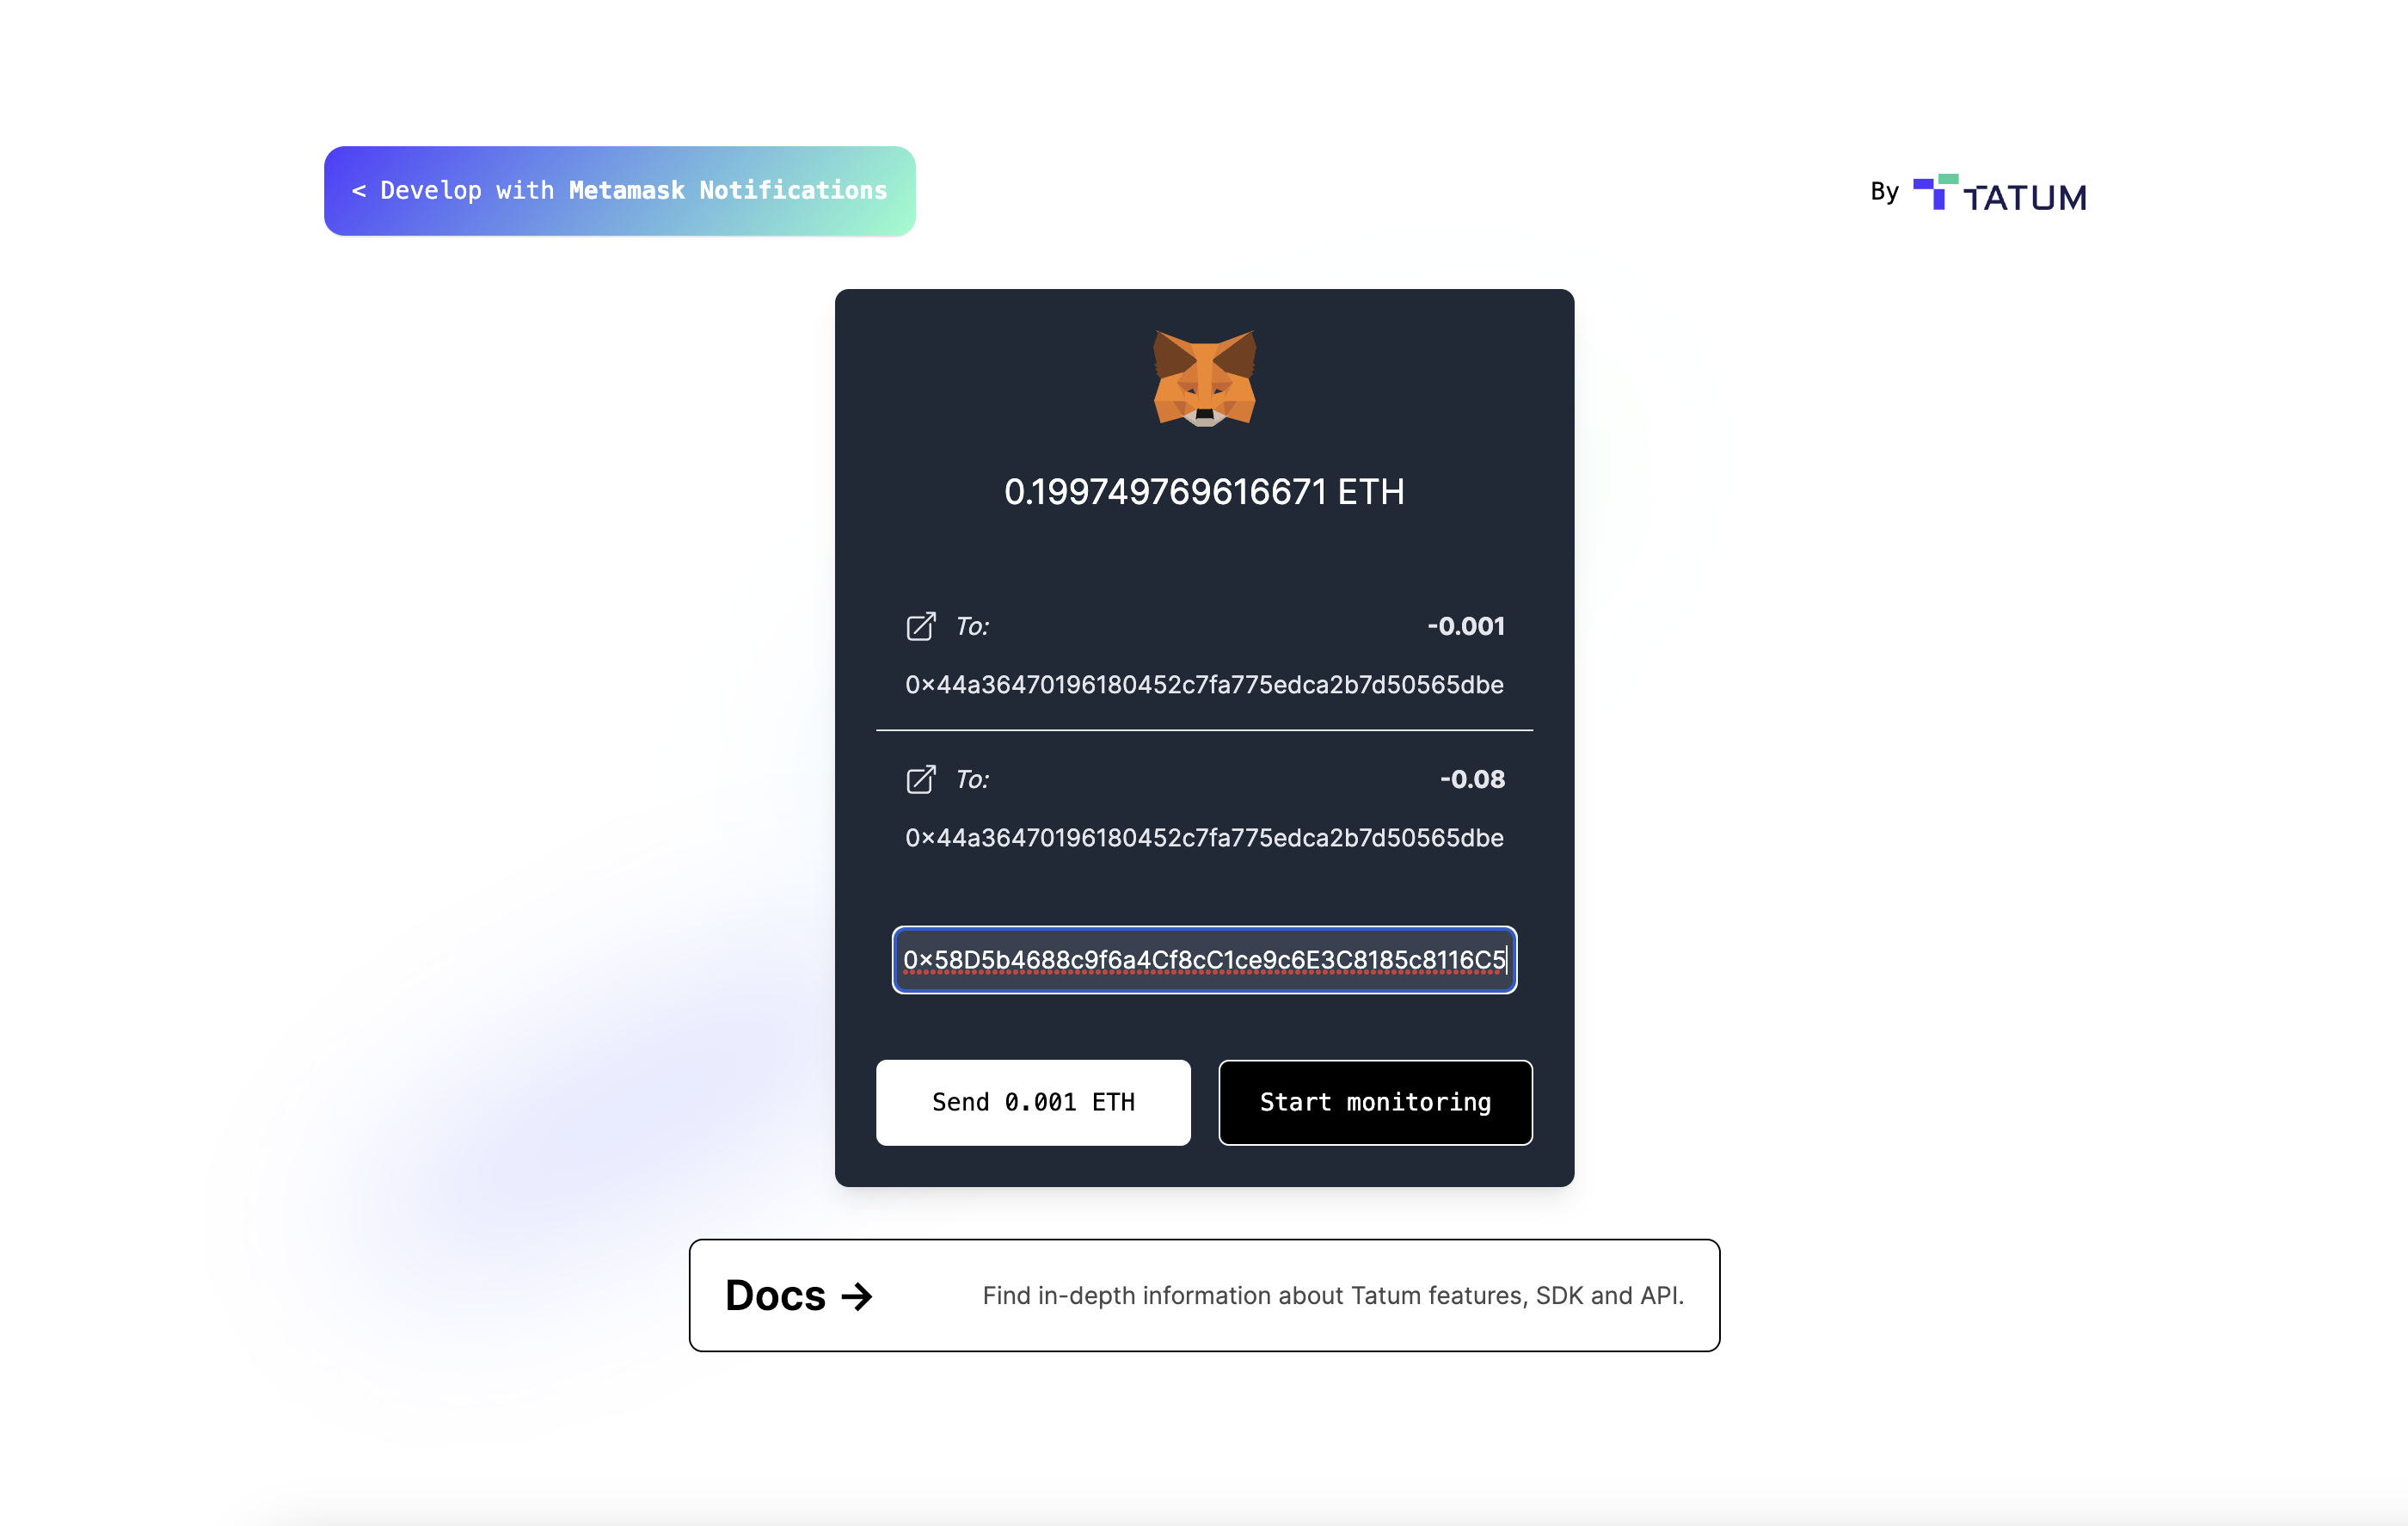 < Develop with Metamask Notifications
By TATUM
0.199749769616671 ETH
To: -0.001
0x44a36470196180452c7fa775edca2b7d50565dbe
To: -0.08
0x44a36470196180452c7fa775edca2b7d50565dbe
0x58D5b4688c9f6a4Cf8cC1ce9c6E3C8185c8116C5
Send 0.001 ETH Start monitoring
Docs → Find in-depth information about Tatum features, SDK and API.